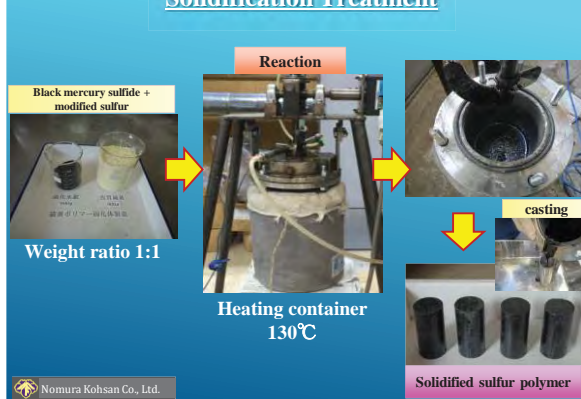 Solidification Treatment
Reaction
Black mercury sulfide +
modified sulfur
Weight ratio 1:1
Heating container
130℃
casting
Solidified sulfur polymer
Nomura Kohsan Co., Ltd.